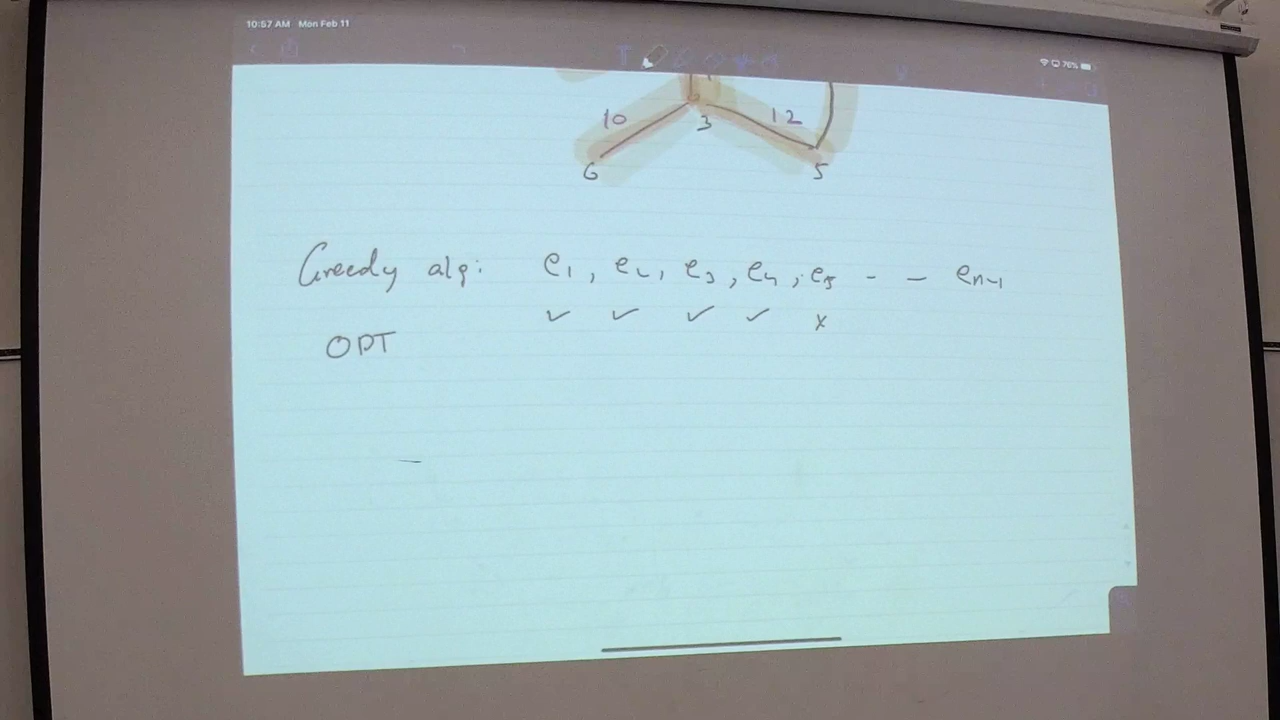 10:57 AM Mon Feb 11
76%
10 3 12
6 5
Greedy alg: e1, e2, e3, e4, e5 - - en-1
✓ ✓ ✓ ✓ x
OPT